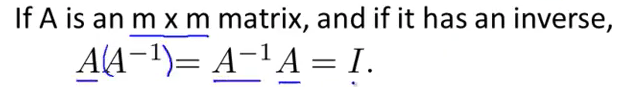 If A is an m x m matrix, and if it has an inverse,
A(A⁻¹) = A⁻¹A = I.